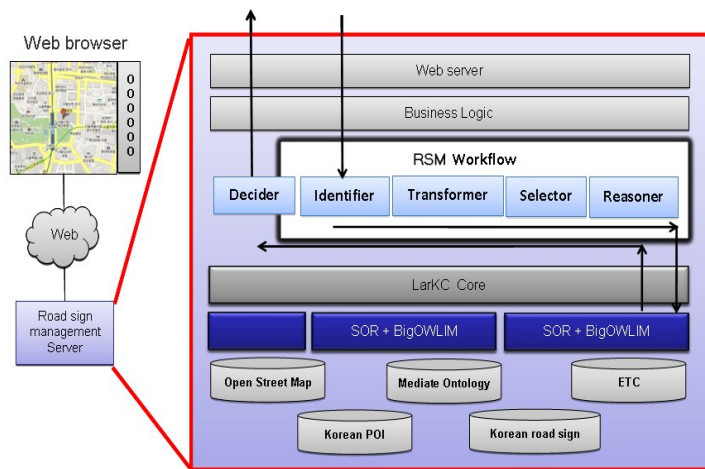 Web browser
0
0
0
0
0
0
Web
Road sign
management
Server
Web server
Business Logic
RSM Workflow
Decider
Identifier
Transformer
Selector
Reasoner
LarKC Core
SOR + BigOWLIM
SOR + BigOWLIM
Open Street Map
Mediate Ontology
ETC
Korean POI
Korean road sign